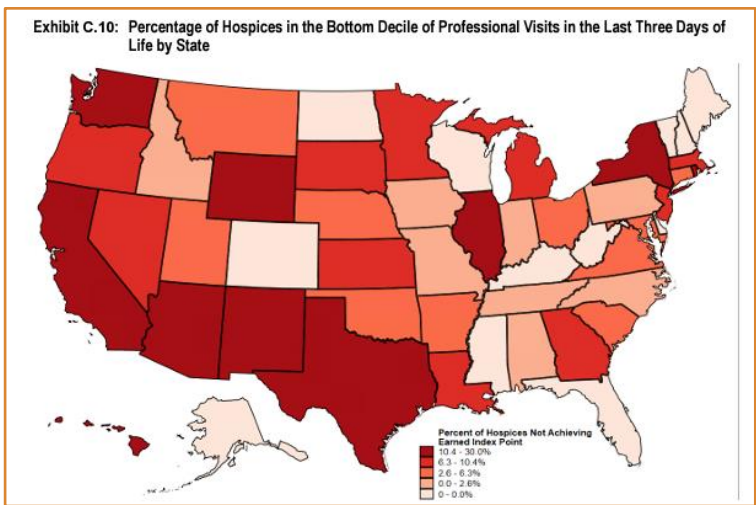 Exhibit C.10: Percentage of Hospices in the Bottom Decile of Professional Visits in the Last Three Days of
Life by State
Percent of Hospices Not Achieving
Earned Index Point
10.4 - 30.0%
6.3 - 10.4%
2.6 - 6.3%
0.0 - 2.6%
0 - 0.0%